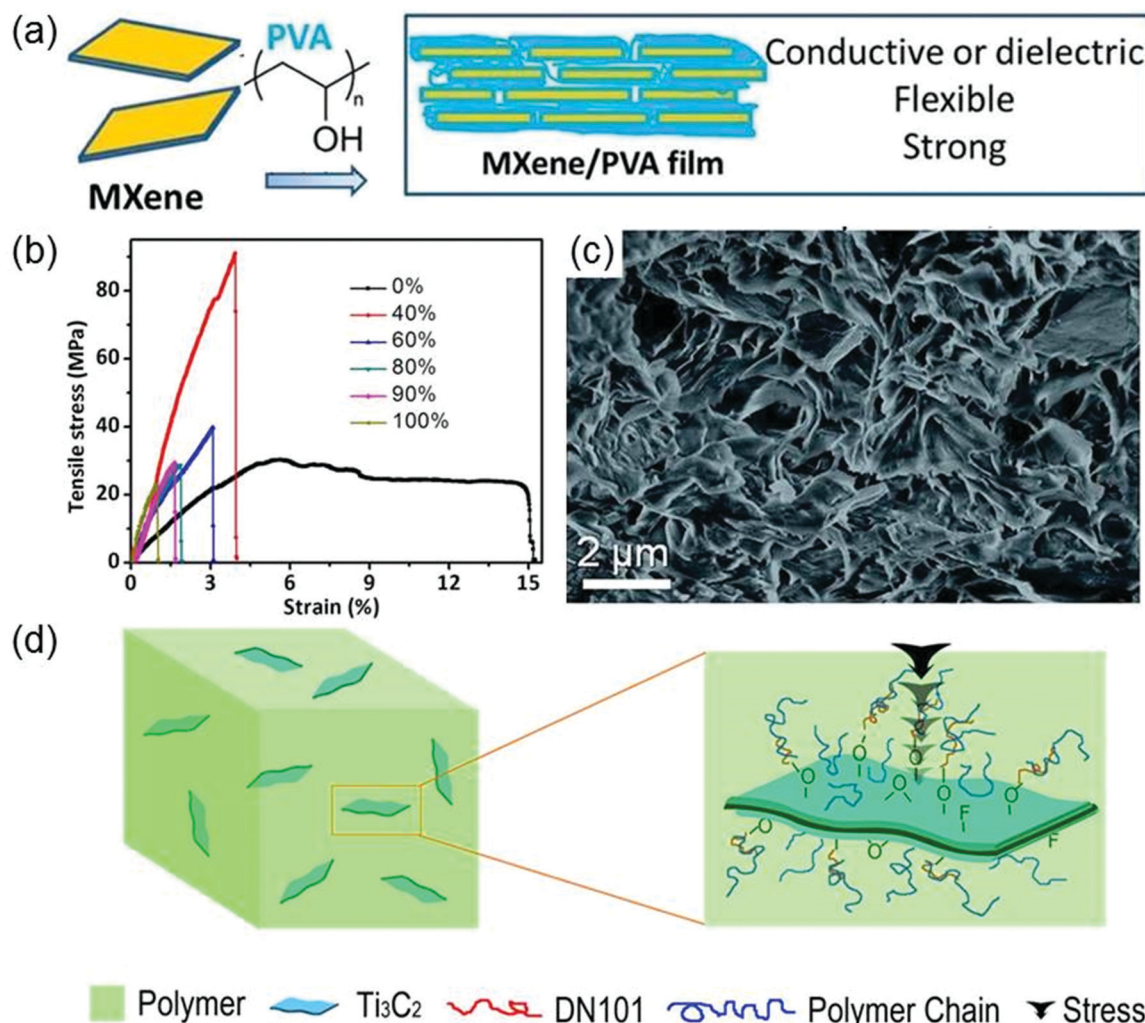 (a)
PVA
n
OH
MXene
MXene/PVA film
Conductive or dielectric
Flexible
Strong
(b)
Tensile stress (MPa)
80
60
40
20
0
0%
40%
60%
80%
90%
100%
0 3 6 9 12 15
Strain (%)
(c)
2 μm
(d)
O
O
O
O
O
O
O
F
O
O
F
Polymer Ti₃C₂ DN101 Polymer Chain Stress